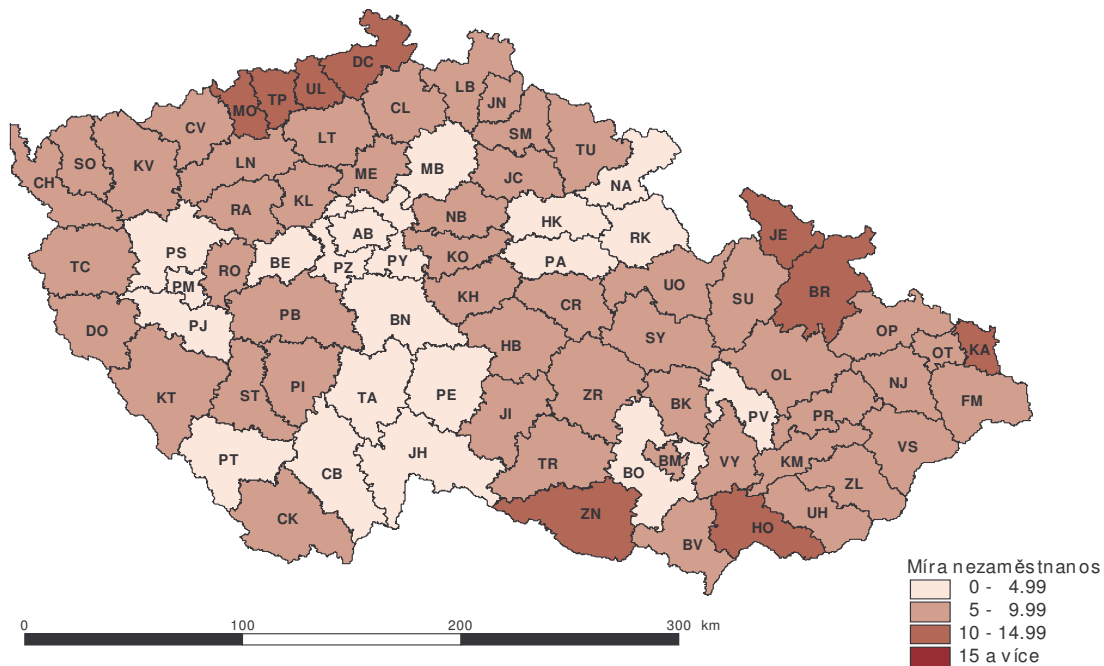 DC
UL
TP
MO
LB
JN
CL
CV
LT
SM
TU
SO
KV
LN
ME
MB
JC
CH
NA
RA
KL
NB
HK
AB
RK
JE
PS
KO
PA
BE
PZ
PY
TC
RO
PM
UO
SU
BR
KH
CR
PB
BN
PJ
DO
OP
SY
HB
OT
KA
OL
NJ
KT
ST
PI
TA
PE
ZR
BK
FM
JI
PV
PR
VS
PT
JH
TR
BO
BM
VY
KM
CB
ZL
ZN
UH
HO
CK
BV
Míra nezaměstnanos
0 - 4.99
5 - 9.99
10 - 14.99
15 a více
0 100 200 300 km